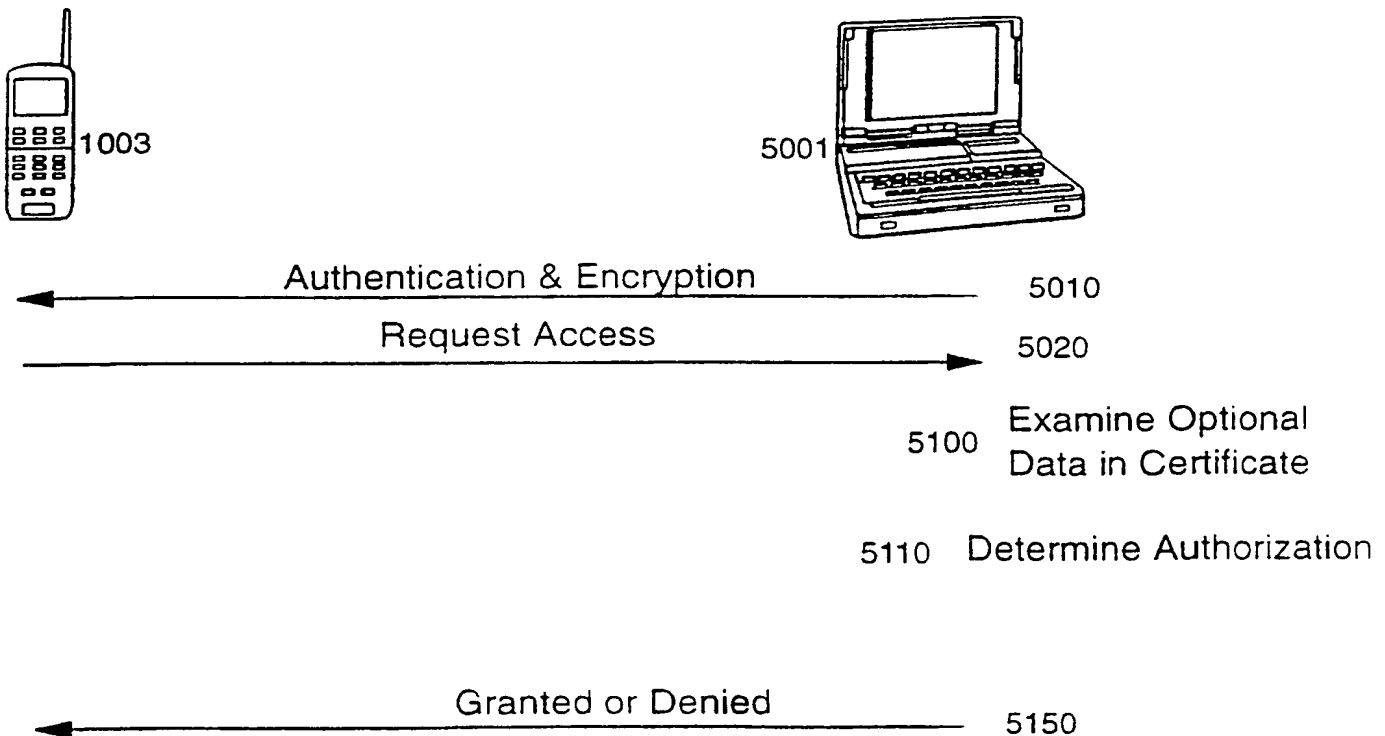 1003
5001
Authentication & Encryption 5010
Request Access 5020
5100 Examine Optional
Data in Certificate
5110 Determine Authorization
Granted or Denied 5150